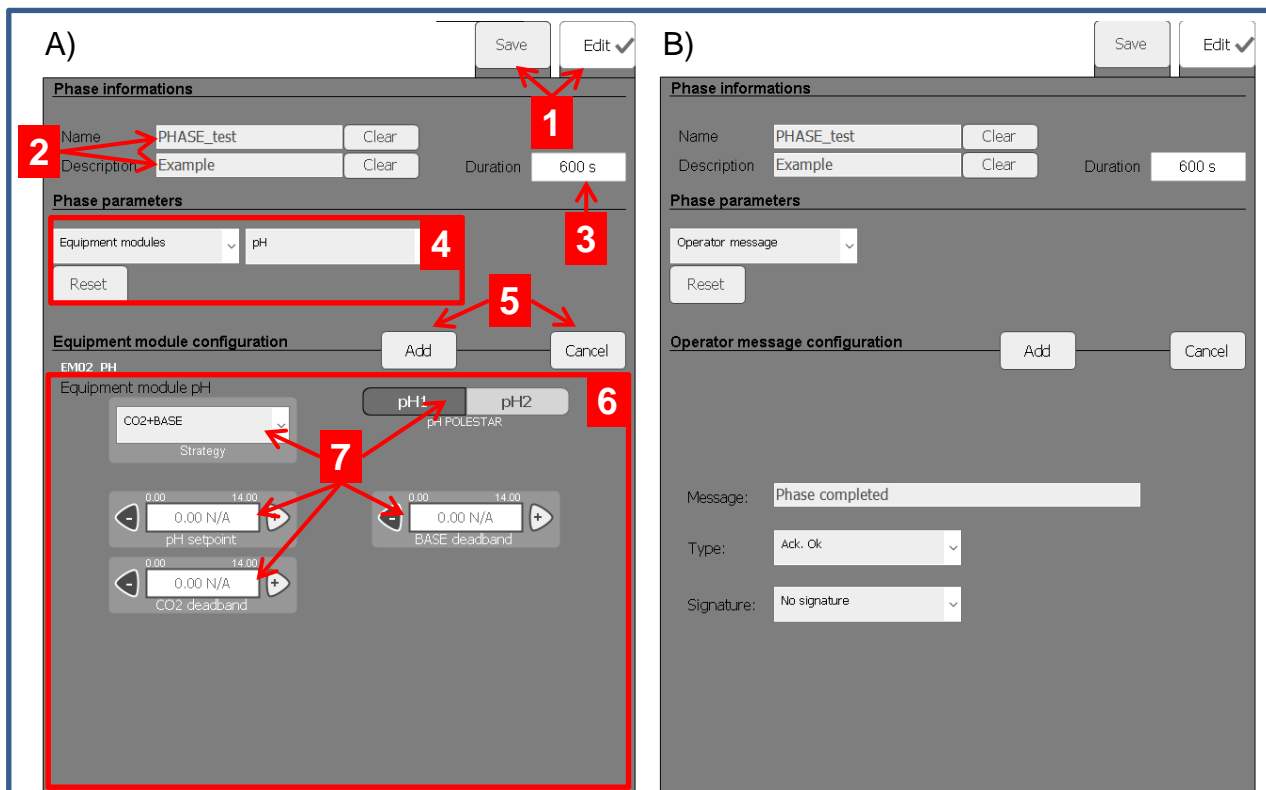 A)
Save
Edit
Phase informations
1
Name
PHASE_test
Clear
2
Description
Example
Clear
Duration
600 s
Phase parameters
3
Equipment modules
pH
4
Reset
5
Equipment module configuration
Add
Cancel
EM02_PH
Equipment module pH
pH1
pH2
6
pH POLESTAR
CO2+BASE
Strategy
7
0.00 14.00
- 0.00 N/A +
pH setpoint
0.00 14.00
- 0.00 N/A +
BASE deadband
0.00 14.00
- 0.00 N/A +
CO2 deadband
B)
Save
Edit
Phase informations
Name
PHASE_test
Clear
Description
Example
Clear
Duration
600 s
Phase parameters
Operator message
Reset
Operator message configuration
Add
Cancel
Message:
Phase completed
Type:
Ack. Ok
Signature:
No signature